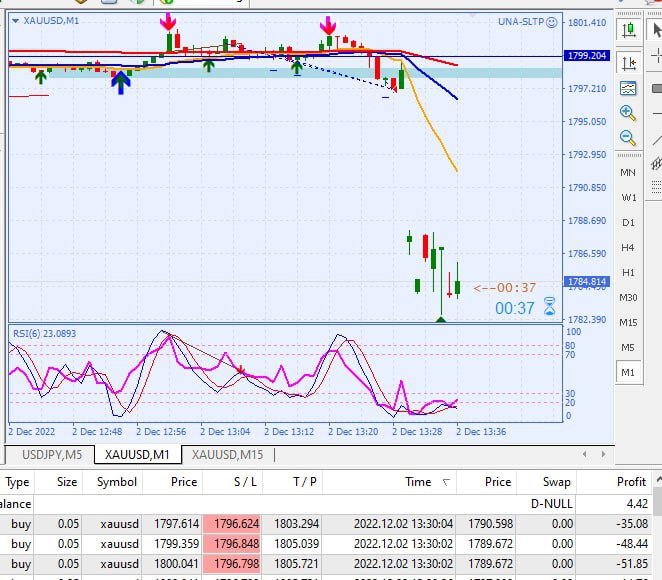 XAUUSD,M1
UNA-SLTP
1801.410
1799.204
1797.210
1795.050
1792.950
1790.850
1788.690
1786.590
1784.814
1782.390
<--00:37
00:37
RSI(6) 23.0893
100
80
70
30
20
0
2 Dec 2022 2 Dec 12:48 2 Dec 12:56 2 Dec 13:04 2 Dec 13:12 2 Dec 13:20 2 Dec 13:28 2 Dec 13:36
MN
W1
D1
H4
H1
M30
M15
M5
M1
USDJPY,M5 XAUUSD,M1 XAUUSD,M15
Type Size Symbol Price S / L T / P Time Price Swap Profit
alance D-NULL 4.42
buy 0.05 xauusd 1797.614 1796.624 1803.294 2022.12.02 13:30:04 1790.598 0.00 -35.08
buy 0.05 xauusd 1799.359 1796.848 1805.039 2022.12.02 13:30:02 1789.672 0.00 -48.44
buy 0.05 xauusd 1800.041 1796.798 1805.721 2022.12.02 13:30:02 1789.672 0.00 -51.85